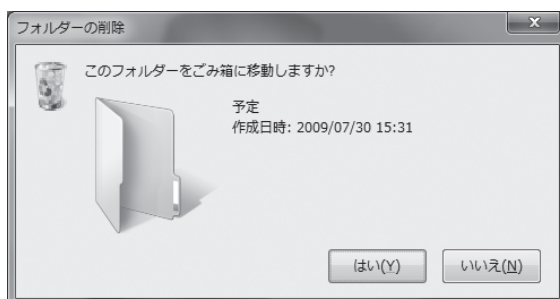 フォルダーの削除
このフォルダーをごみ箱に移動しますか?
予定
作成日時: 2009/07/30 15:31
はい(Y)
いいえ(N)